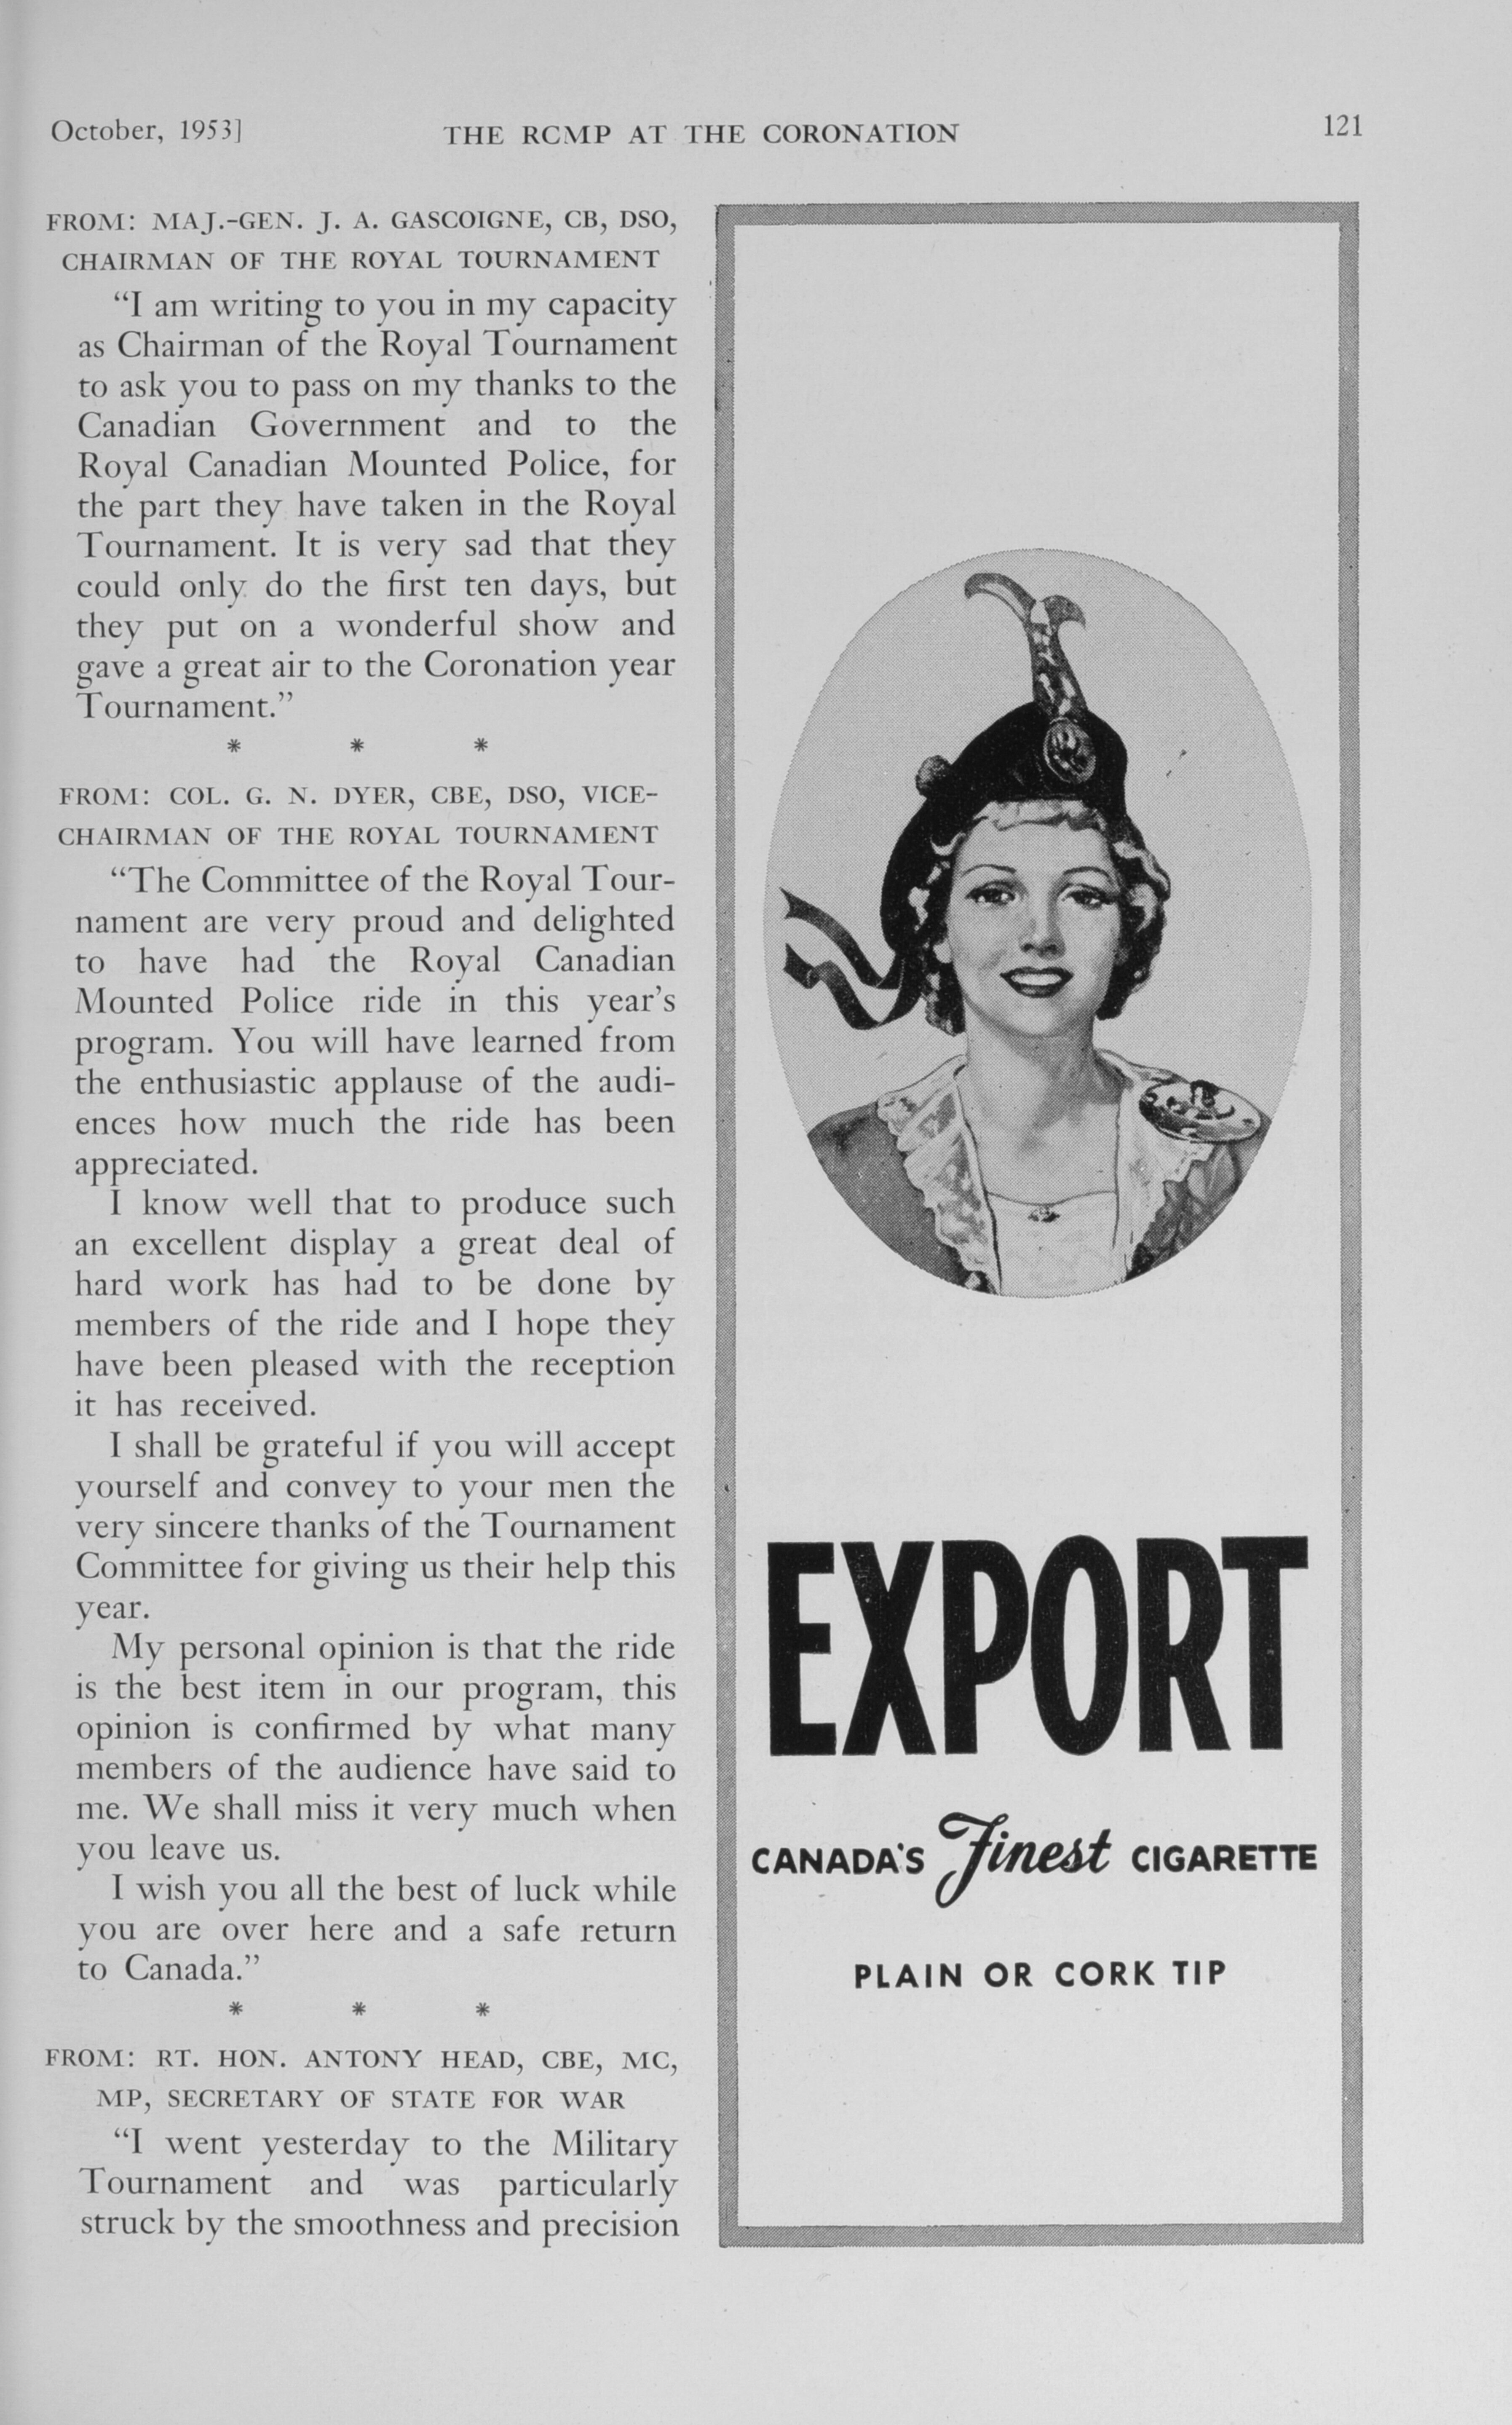 October, 1953]
THE RCMP AT THE CORONATION
121
FROM: MAJ.-GEN. J. A. GASCOIGNE, CB, DSO,
CHAIRMAN OF THE ROYAL TOURNAMENT
“I am writing to you in my capacity
as Chairman of the Royal Tournament
to ask you to pass on my thanks to the
Canadian Government and to the
Royal Canadian Mounted Police, for
the part they have taken in the Royal
Tournament. It is very sad that they
could only do the first ten days, but
they put on a wonderful show and
gave a great air to the Coronation year
Tournament.”
* * *
FROM: COL. G. N. DYER, CBE, DSO, VICE-
CHAIRMAN OF THE ROYAL TOURNAMENT
“The Committee of the Royal Tour-
nament are very proud and delighted
to have had the Royal Canadian
Mounted Police ride in this year's
program. You will have learned from
the enthusiastic applause of the audi-
ences how much the ride has been
appreciated.
I know well that to produce such
an excellent display a great deal of
hard work has had to be done by
members of the ride and I hope they
have been pleased with the reception
it has received.
I shall be grateful if you will accept
yourself and convey to your men the
very sincere thanks of the Tournament
Committee for giving us their help this
year.
My personal opinion is that the ride
is the best item in our program, this
opinion is confirmed by what many
members of the audience have said to
me. We shall miss it very much when
you leave us.
I wish you all the best of luck while
you are over here and a safe return
to Canada.”
* * *
FROM: RT. HON. ANTONY HEAD, CBE, MC,
MP, SECRETARY OF STATE FOR WAR
“I went yesterday to the Military
Tournament and was particularly
struck by the smoothness and precision
EXPORT
CANADA'S Finest CIGARETTE
PLAIN OR CORK TIP